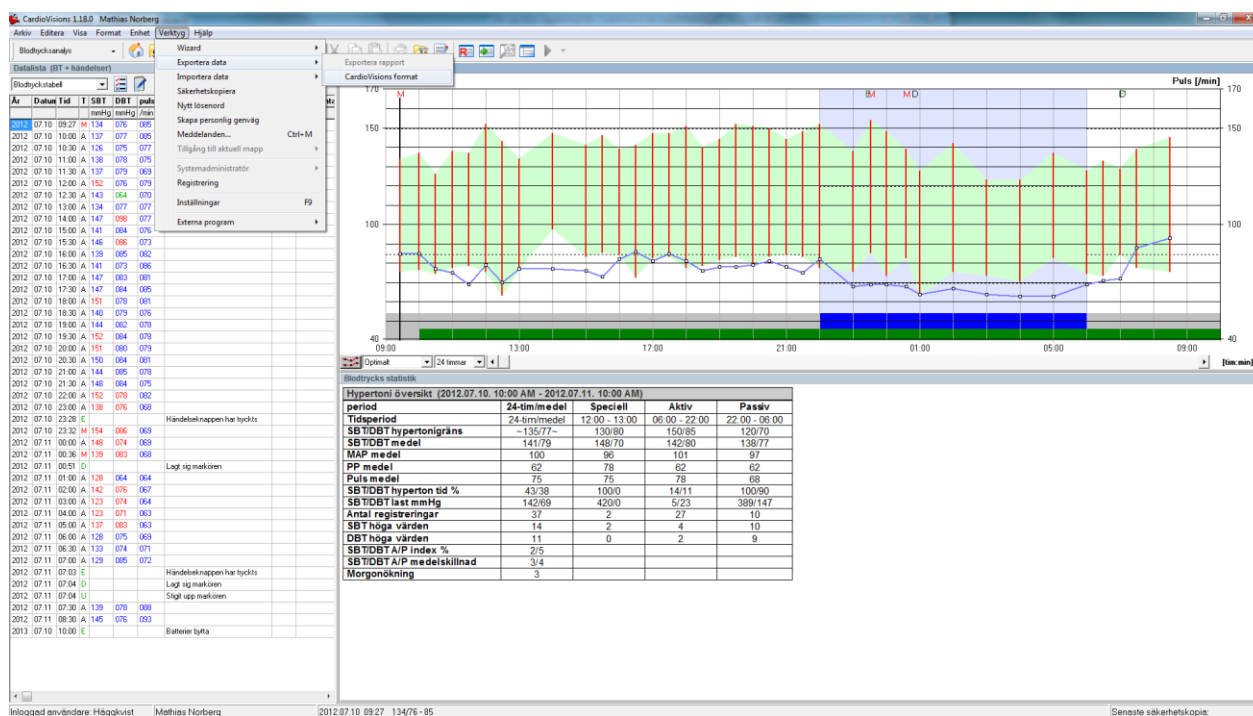 CardioVisions 1.18.0 Mathias Norberg
Arkiv Editera Visa Format Enhet Verktyg Hjälp
Blodtrycksanalys
Wizard
Exportera data
Importera data
Säkerhetskopiera
Nytt lösenord
Skapa personlig genväg
Meddelanden... Ctrl+M
Tillgång till aktuell mapp
Systemadministratör
Registrering
Inställningar F9
Externa program
Exportera rapport
CardioVisions format
Datalista (BT + händelser)
Blodtryckstabell
År Datum Tid T SBT DBT puls
mmHg mmHg /min
2012 07.10 09:27 M 134 076 085
2012 07.10 10:00 A 137 077 085
2012 07.10 10:30 A 126 075 077
2012 07.10 11:00 A 138 078 075
2012 07.10 11:30 A 137 079 069
2012 07.10 12:00 A 152 076 079
2012 07.10 12:30 A 143 064 070
2012 07.10 13:00 A 134 077 077
2012 07.10 14:00 A 147 098 077
2012 07.10 15:00 A 141 084 076
2012 07.10 15:30 A 146 086 073
2012 07.10 16:00 A 139 085 082
2012 07.10 16:30 A 141 073 086
2012 07.10 17:00 A 147 083 081
2012 07.10 17:30 A 147 084 085
2012 07.10 18:00 A 151 078 081
2012 07.10 18:30 A 140 079 076
2012 07.10 19:00 A 144 082 078
2012 07.10 19:30 A 152 084 078
2012 07.10 20:00 A 151 080 079
2012 07.10 20:30 A 150 084 081
2012 07.10 21:00 A 144 085 078
2012 07.10 21:30 A 148 084 075
2012 07.10 22:00 A 152 078 082
2012 07.10 23:00 A 138 076 068
2012 07.10 23:28 E Händelseknappen har tryckts
2012 07.10 23:32 M 154 086 069
2012 07.11 00:00 A 148 074 069
2012 07.11 00:36 M 139 083 068
2012 07.11 00:51 D Lagt sig markören
2012 07.11 01:00 A 128 064 064
2012 07.11 02:00 A 142 076 067
2012 07.11 03:00 A 123 074 064
2012 07.11 04:00 A 123 071 063
2012 07.11 05:00 A 137 083 063
2012 07.11 06:00 A 128 075 069
2012 07.11 06:30 A 133 074 071
2012 07.11 07:00 A 129 085 072
2012 07.11 07:03 E Händelseknappen har tryckts
2012 07.11 07:04 D Lagt sig markören
2012 07.11 07:04 U Stigit upp markören
2012 07.11 07:30 A 139 078 088
2012 07.11 08:30 A 145 076 093
2013 07.10 10:00 E Batterier bytta
Puls [/min]
170 M M M D 170
150 150
100 100
40 40
09:00 13:00 17:00 21:00 01:00 05:00 09:00
Optimalt 24 timmar [tim:min]
Blodtrycks statistik
Hypertoni översikt (2012.07.10. 10:00 AM - 2012.07.11. 10:00 AM)
period 24-tim/medel Speciell Aktiv Passiv
Tidsperiod 24-tim/medel 12:00 - 13:00 06:00 - 22:00 22:00 - 06:00
SBT/DBT hypertonigräns ~135/77~ 130/80 150/85 120/70
SBT/DBT medel 141/79 148/70 142/80 138/77
MAP medel 100 96 101 97
PP medel 62 78 62 62
Puls medel 75 75 78 68
SBT/DBT hyperton tid % 43/38 100/0 14/11 100/90
SBT/DBT last mmHg 142/69 420/0 5/23 389/147
Antal registreringar 37 2 27 10
SBT höga värden 14 2 4 10
DBT höga värden 11 0 2 9
SBT/DBT A/P index % 2/5
SBT/DBT A/P medelskillnad 3/4
Morgonökning 3
Inloggad användare: Häggkvist Mathias Norberg 2012.07.10 09:27 134/76 - 85 Senaste säkerhetskopia: